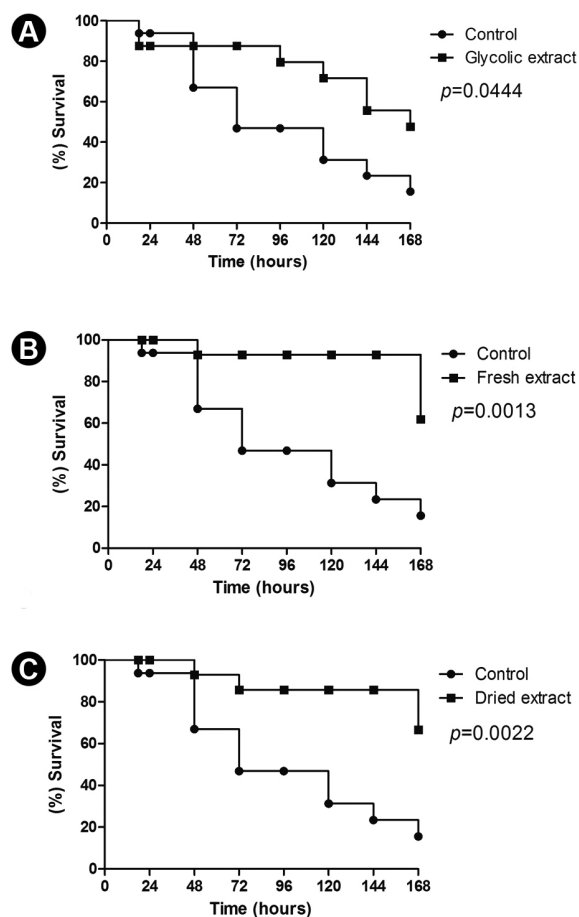 A
100
80
60
40
20
0
(%) Survival
0 24 48 72 96 120 144 168
Time (hours)
Control
Glycolic extract
p=0.0444
B
100
80
60
40
20
0
(%) Survival
0 24 48 72 96 120 144 168
Time (hours)
Control
Fresh extract
p=0.0013
C
100
80
60
40
20
0
(%) Survival
0 24 48 72 96 120 144 168
Time (hours)
Control
Dried extract
p=0.0022